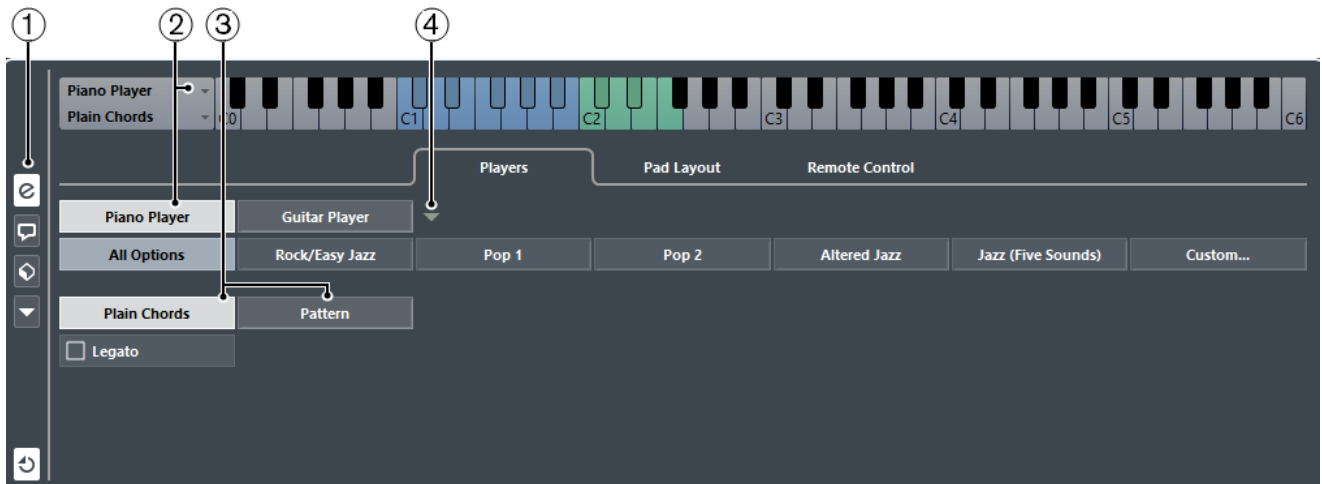 1 2 3 4
Piano Player
Plain Chords
C0 C1 C2 C3 C4 C5 C6
Players Pad Layout Remote Control
Piano Player Guitar Player
All Options Rock/Easy Jazz Pop 1 Pop 2 Altered Jazz Jazz (Five Sounds) Custom...
Plain Chords Pattern
Legato